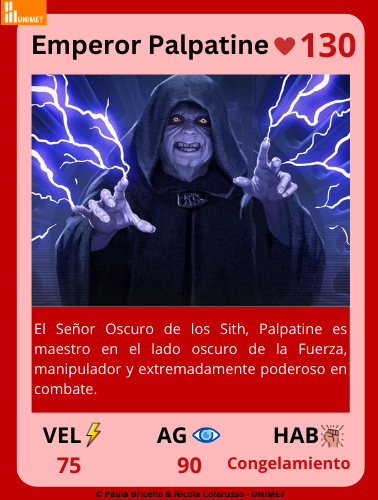 UNIMET
Emperor Palpatine 130
El Señor Oscuro de los Sith, Palpatine es
maestro en el lado oscuro de la Fuerza,
manipulador y extremadamente poderoso en
combate.
VEL AG HAB
75 90 Congelamiento
© Paula Briceño & Nicola Colarusso - UNIMET